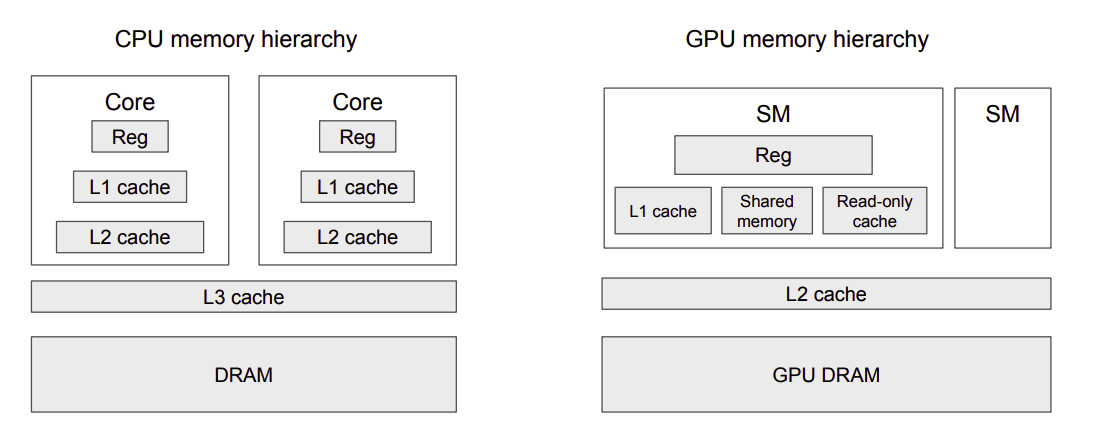 CPU memory hierarchy
Core
Reg
L1 cache
L2 cache
Core
Reg
L1 cache
L2 cache
L3 cache
DRAM
GPU memory hierarchy
SM
Reg
L1 cache
Shared
memory
Read-only
cache
SM
L2 cache
GPU DRAM